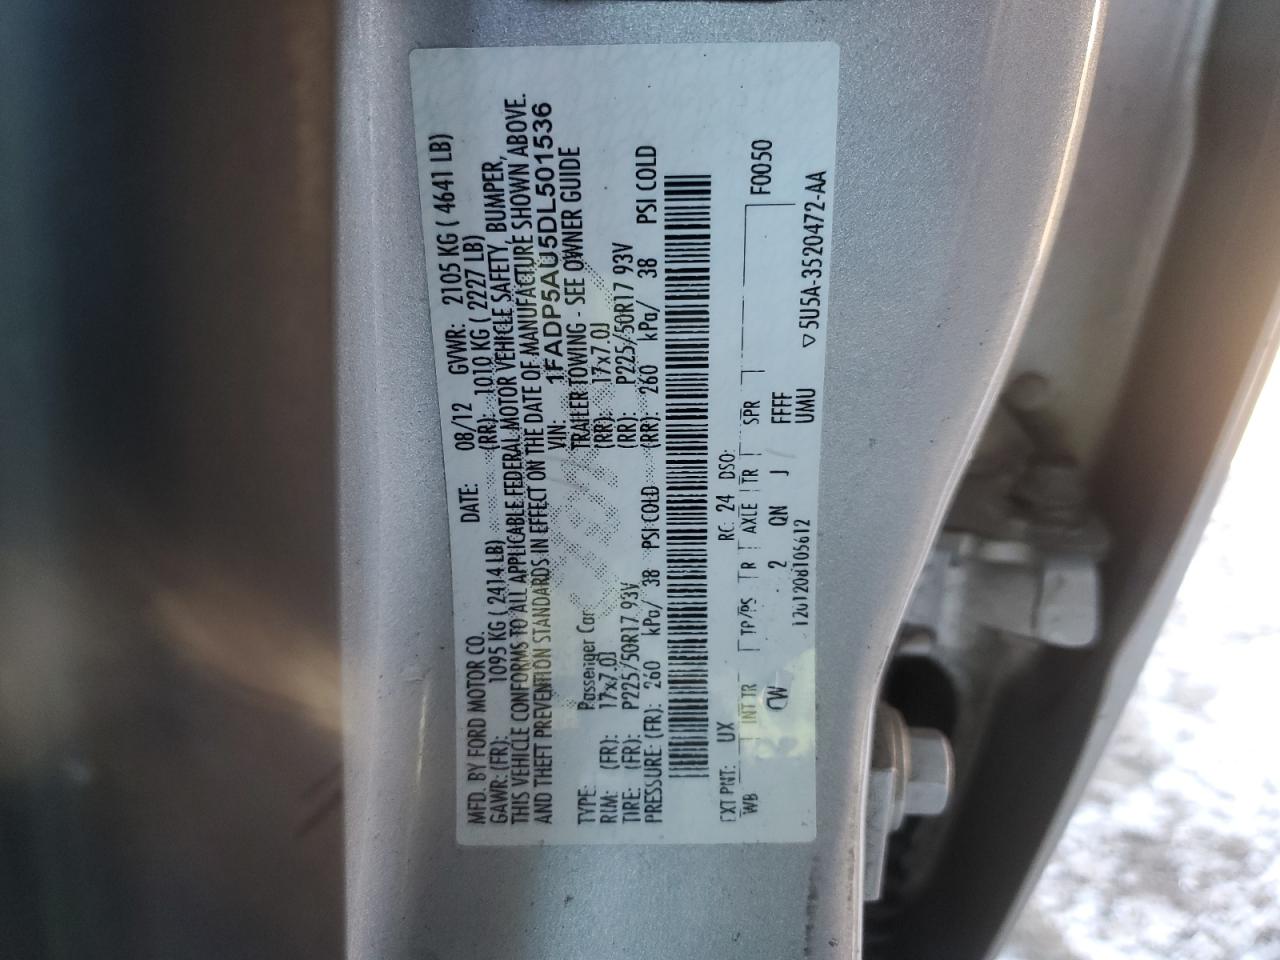 MFD. BY FORD MOTOR CO. DATE: 08/12 GVWR: 2105 KG ( 4641 LB)
GAWR: (FR): 1095 KG ( 2414 LB) (RR): 1010 KG ( 2227 LB)
THIS VEHICLE CONFORMS TO ALL APPLICABLE FEDERAL MOTOR VEHICLE SAFETY, BUMPER,
AND THEFT PREVENTION STANDARDS IN EFFECT ON THE DATE OF MANUFACTURE SHOWN ABOVE.
VIN: 1FADP5AU5DL501536
TYPE: Passenger Car TRAILER TOWING - SEE OWNER GUIDE
RIM: (FR): 17x7.0J (RR): 17x7.0J
TIRE: (FR): P225/50R17 93V (RR): P225/50R17 93V
PRESSURE: (FR): 260 kPa/ 38 PSI COLD (RR): 260 kPa/ 38 PSI COLD
EXT PNT: UX RC: 24 DSO:
WB INT TR TP/PS R AXLE TR SPR F0050
CW 2 QN J FFFF
UMU ▽5U5A-3520472-AA